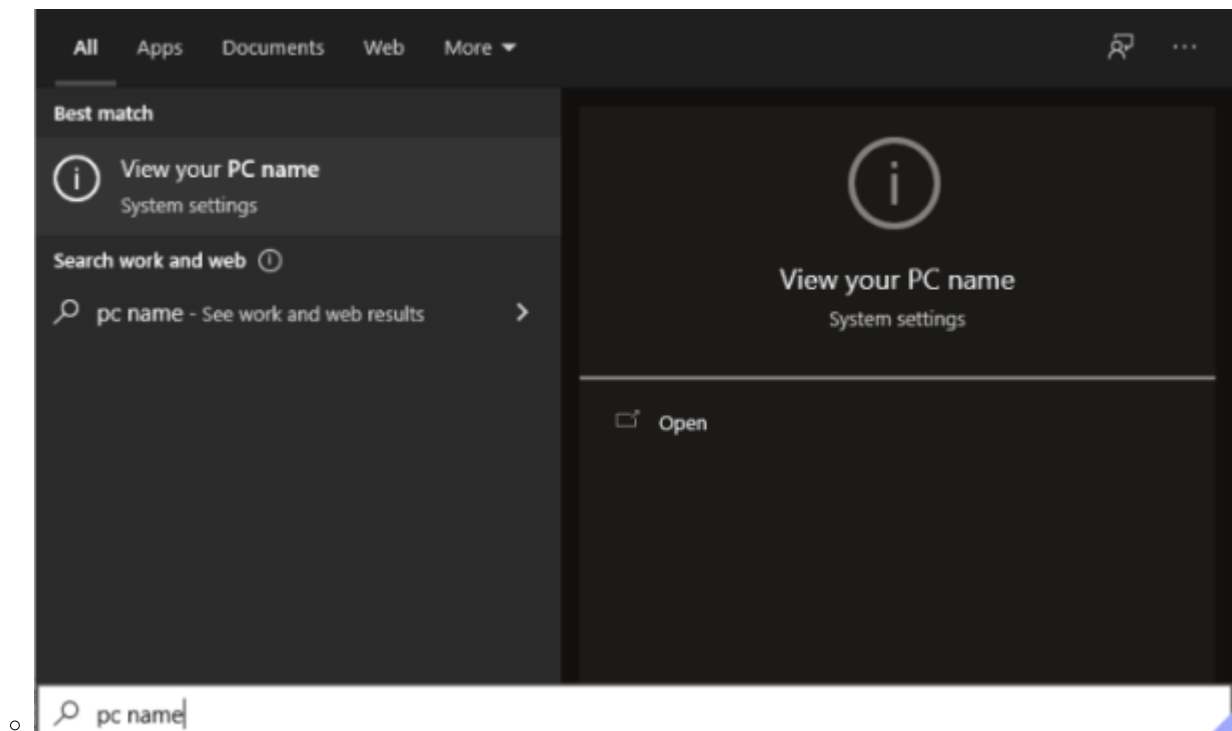 All Apps Documents Web More
Best match
View your PC name
System settings
Search work and web
pc name - See work and web results
View your PC name
System settings
Open
pc name